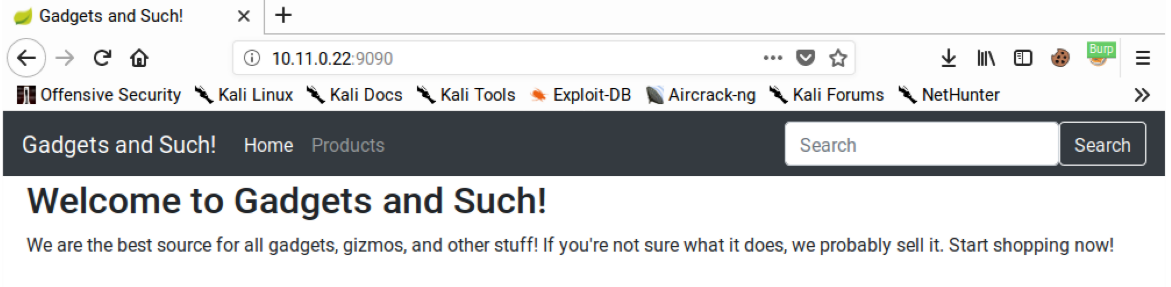 Gadgets and Such!
10.11.0.22:9090
Burp
Offensive Security Kali Linux Kali Docs Kali Tools Exploit-DB Aircrack-ng Kali Forums NetHunter
Gadgets and Such! Home Products Search Search
Welcome to Gadgets and Such!
We are the best source for all gadgets, gizmos, and other stuff! If you're not sure what it does, we probably sell it. Start shopping now!